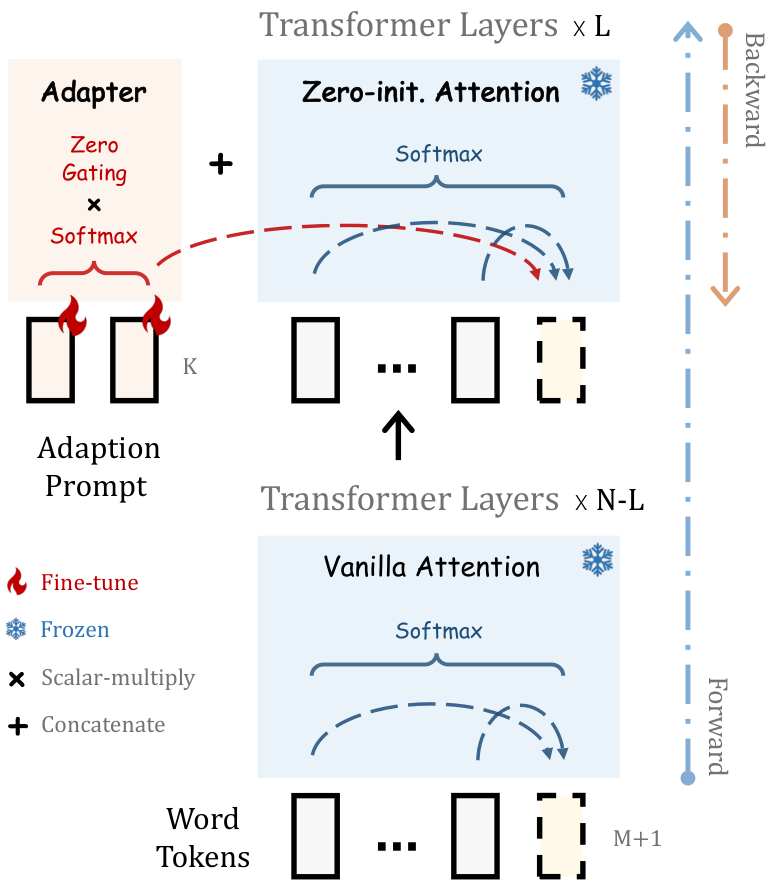 Transformer Layers x L
Backward
Adapter
Zero-init. Attention
Zero
Gating
×
Softmax
+
Softmax
K
...
Adaption
Prompt
Transformer Layers x N-L
Vanilla Attention
Softmax
Fine-tune
Frozen
× Scalar-multiply
+ Concatenate
Forward
Word
Tokens
...
M+1